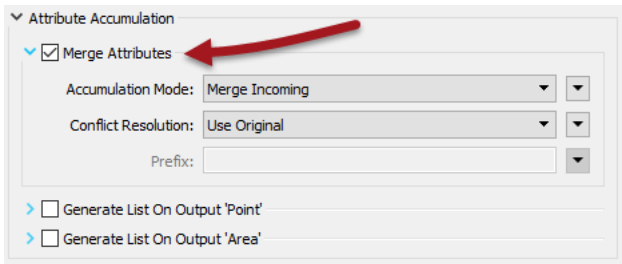 Attribute Accumulation
Merge Attributes
Accumulation Mode: Merge Incoming
Conflict Resolution: Use Original
Prefix:
Generate List On Output 'Point'
Generate List On Output 'Area'